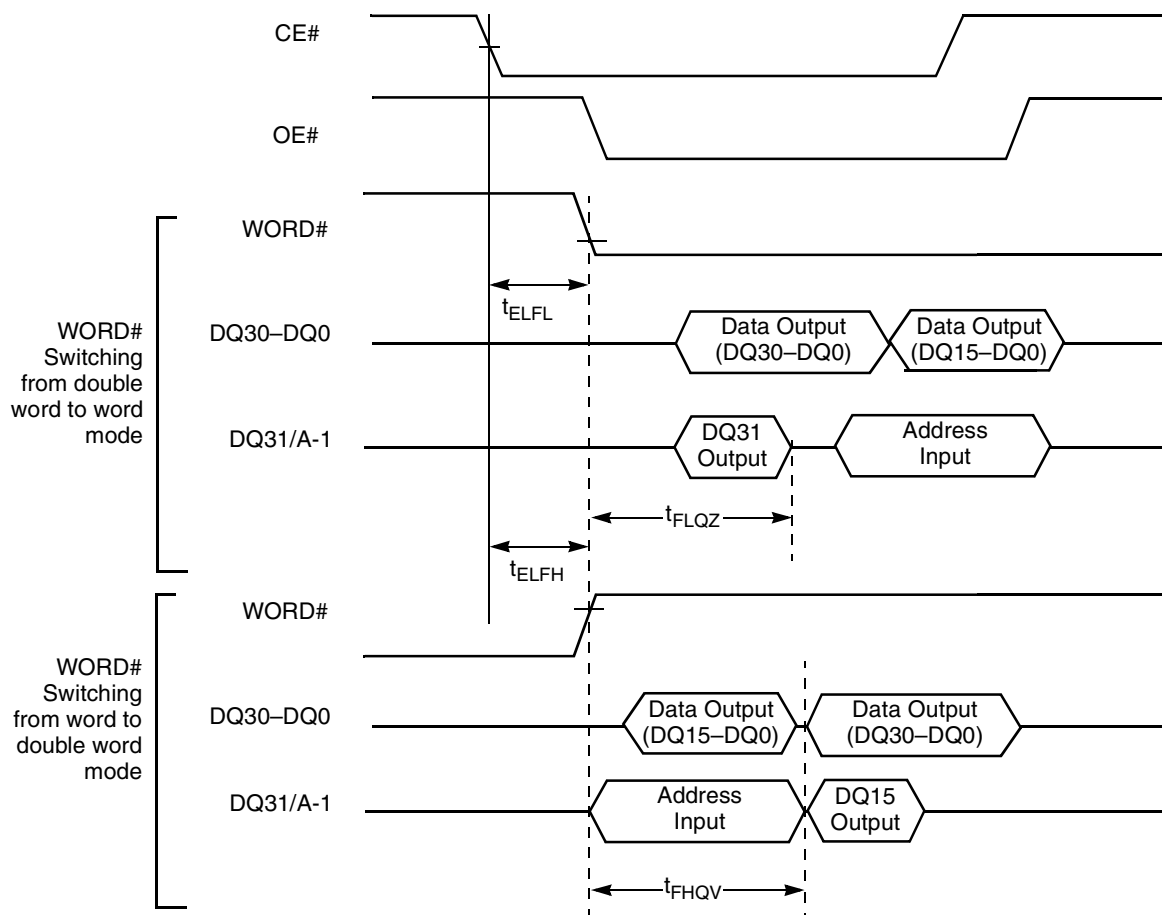 CE#
OE#
WORD#
tELFL
WORD#
Switching
from double
word to word
mode
DQ30–DQ0
Data Output
(DQ30–DQ0)
Data Output
(DQ15–DQ0)
DQ31/A-1
DQ31
Output
Address
Input
tFLQZ
tELFH
WORD#
WORD#
Switching
from word to
double word
mode
DQ30–DQ0
Data Output
(DQ15–DQ0)
Data Output
(DQ30–DQ0)
DQ31/A-1
Address
Input
DQ15
Output
tFHQV